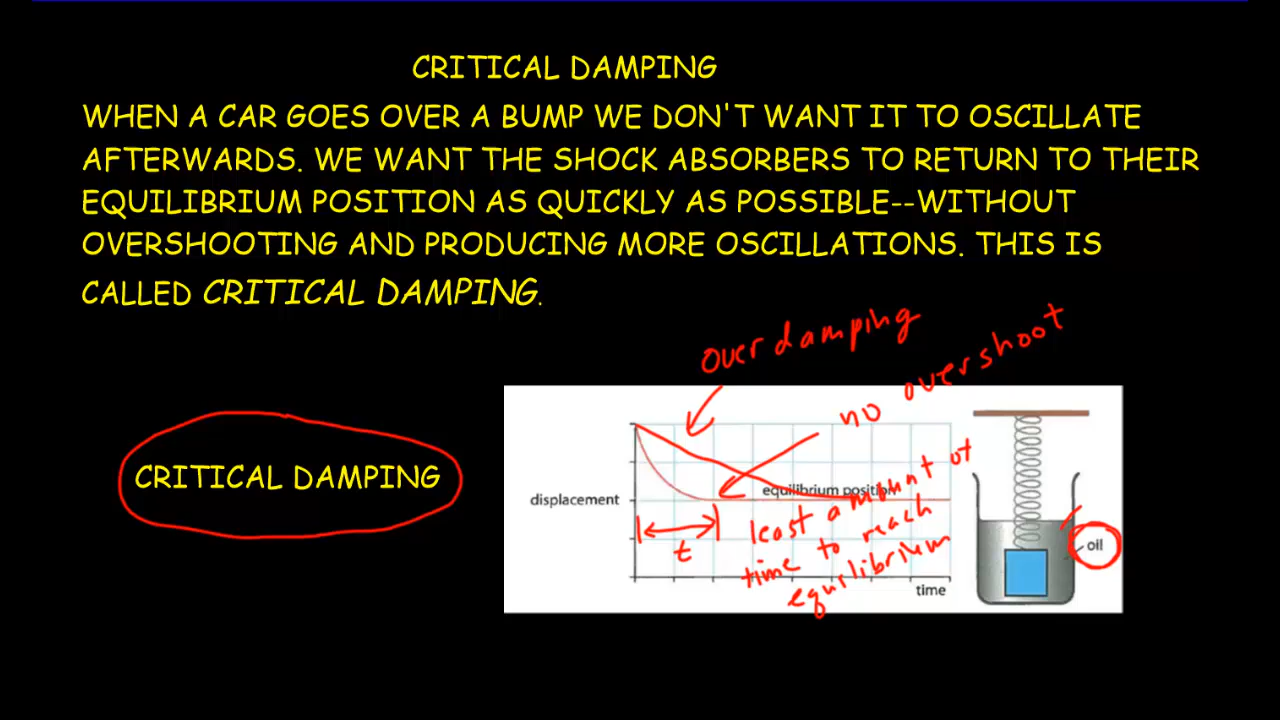 CRITICAL DAMPING
WHEN A CAR GOES OVER A BUMP WE DON'T WANT IT TO OSCILLATE
AFTERWARDS. WE WANT THE SHOCK ABSORBERS TO RETURN TO THEIR
EQUILIBRIUM POSITION AS QUICKLY AS POSSIBLE--WITHOUT
OVERSHOOTING AND PRODUCING MORE OSCILLATIONS. THIS IS
CALLED CRITICAL DAMPING.
over damping
no overshoot
CRITICAL DAMPING
displacement
equilibrium position
t
least amount of
time to reach
equilibrium
time
oil